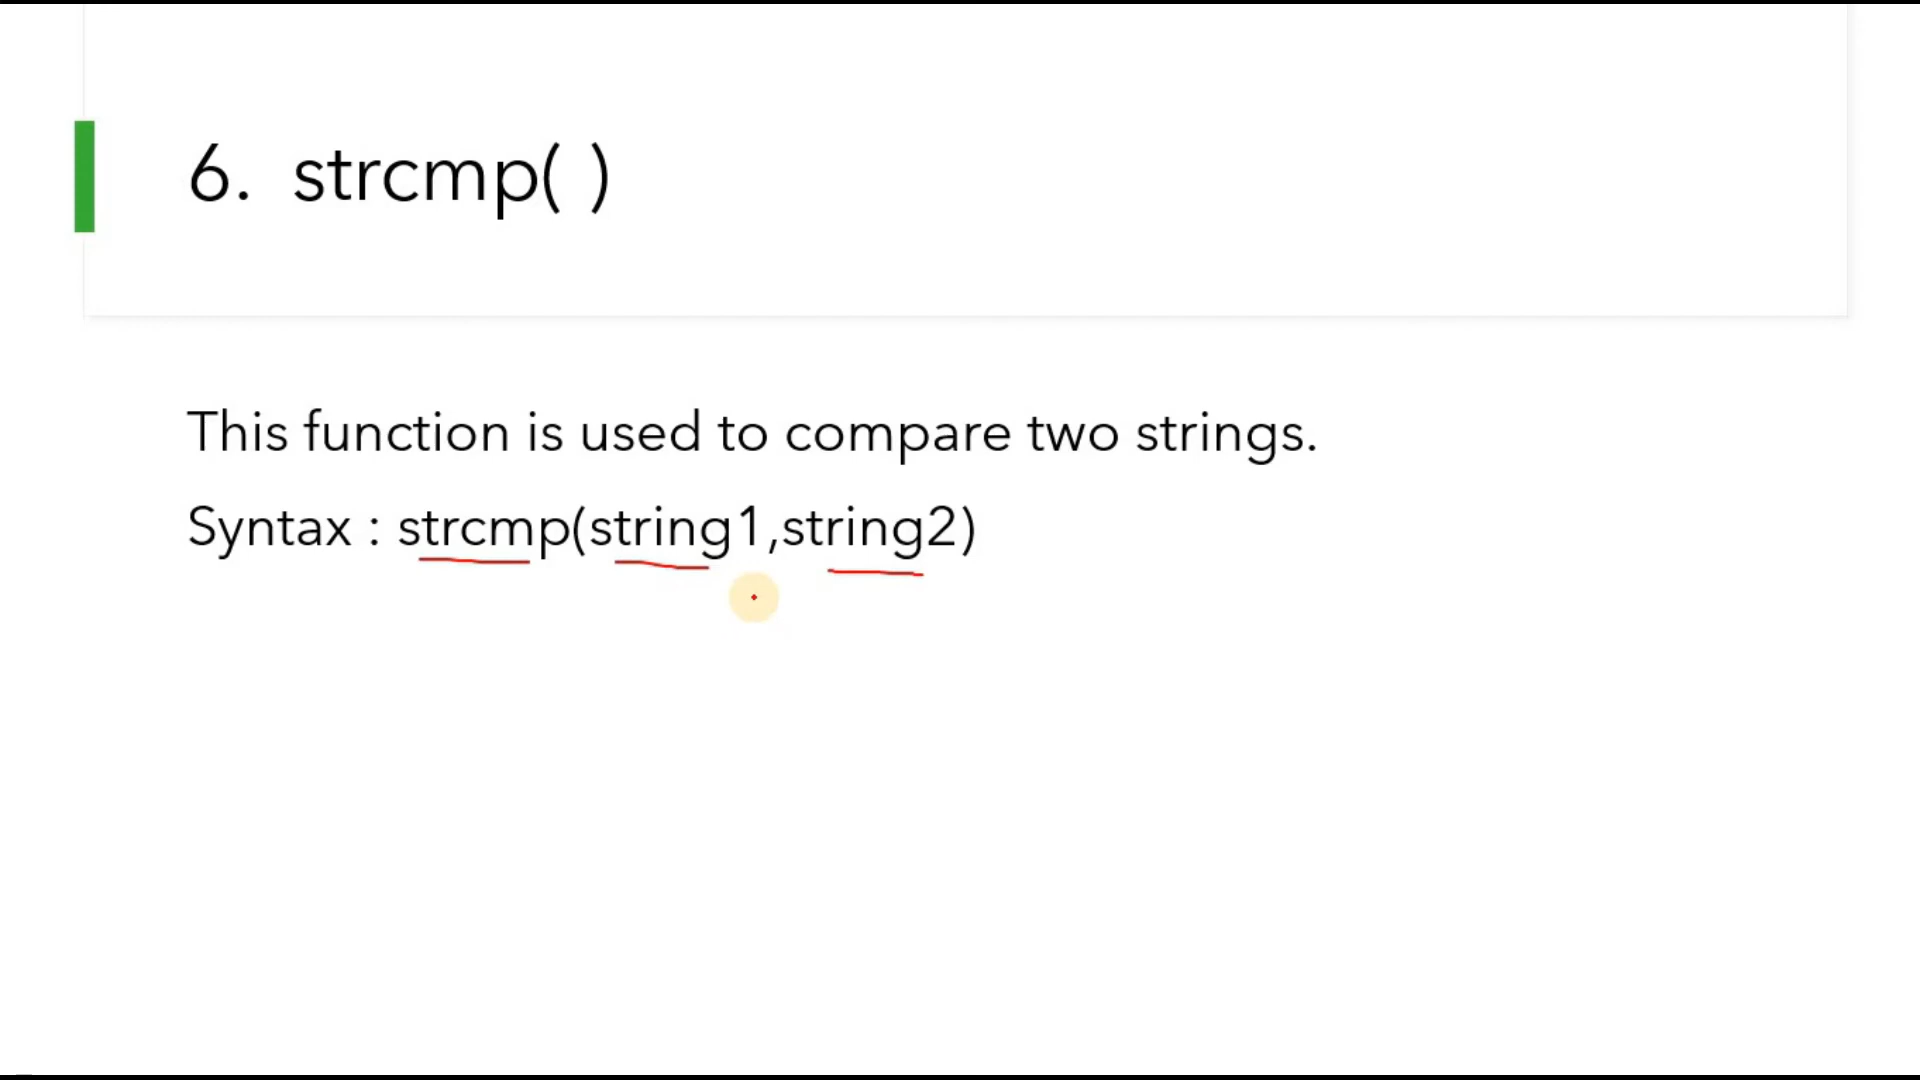 6. strcmp( )
This function is used to compare two strings.
Syntax : strcmp(string1,string2)